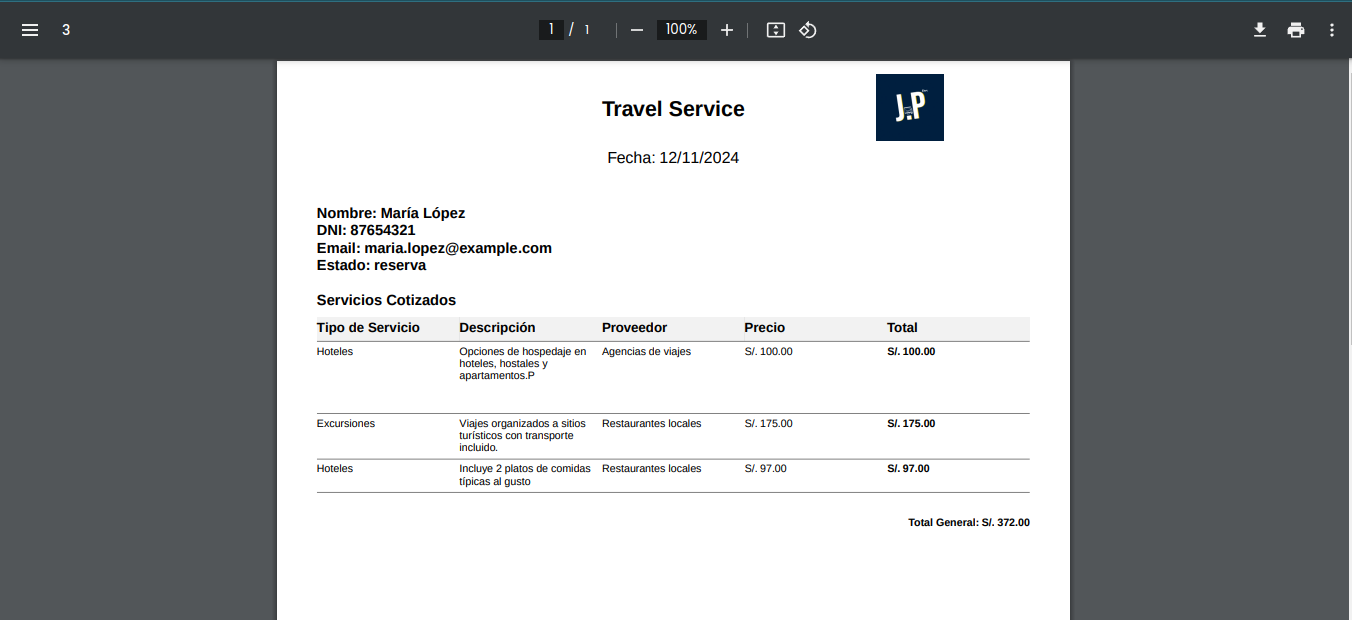 3
1 / 1
100%
Travel Service
J.P
Fecha: 12/11/2024
Nombre: María López
DNI: 87654321
Email: maria.lopez@example.com
Estado: reserva
Servicios Cotizados
Tipo de Servicio Descripción Proveedor Precio Total
Hoteles Opciones de hospedaje en Agencias de viajes S/. 100.00 S/. 100.00
hoteles, hostales y
apartamentos.P
Excursiones Viajes organizados a sitios Restaurantes locales S/. 175.00 S/. 175.00
turísticos con transporte
incluido.
Hoteles Incluye 2 platos de comidas Restaurantes locales S/. 97.00 S/. 97.00
típicas al gusto
Total General: S/. 372.00